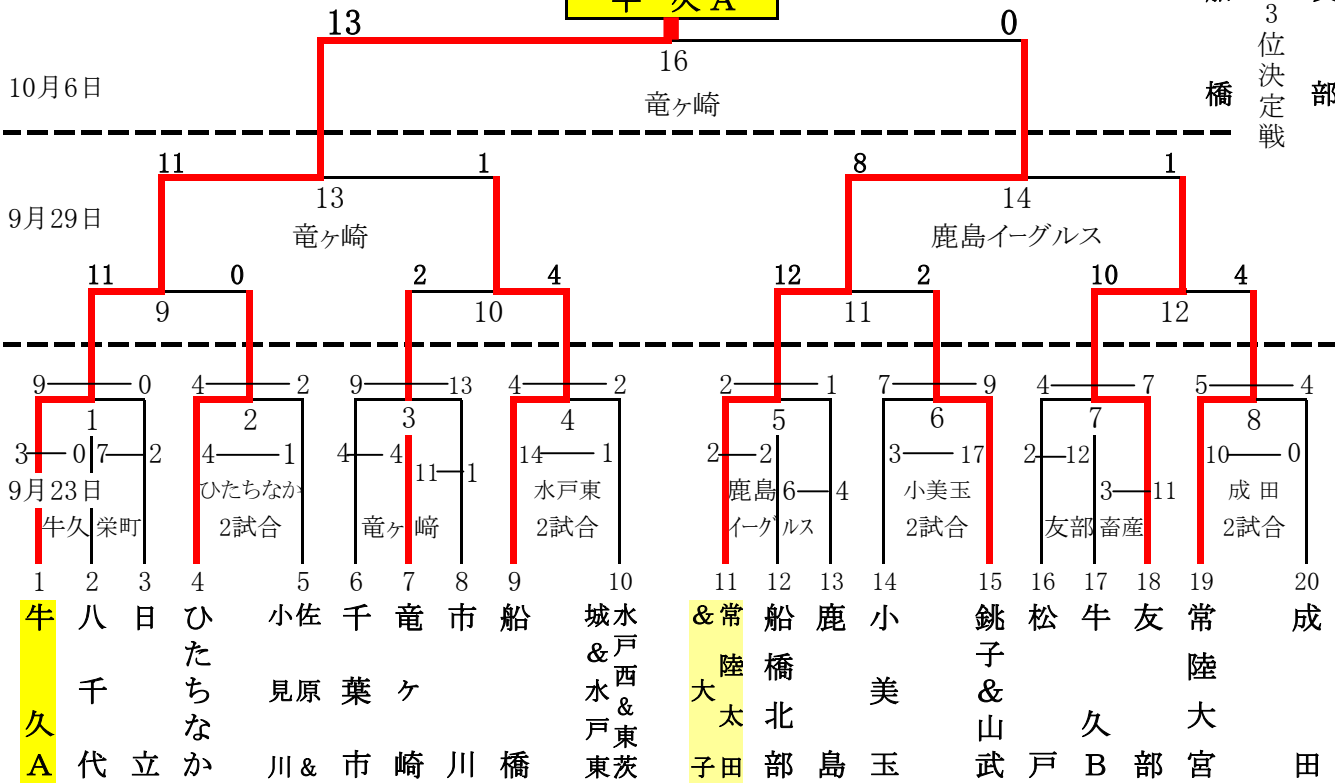 牛久A
13
0
16
竜ヶ崎
10月6日
橋
3位決定戦
部
11
1
8
1
13
14
9月29日
竜ヶ崎
鹿島イーグルス
11
0
2
4
12
2
10
4
9
10
11
12
9 0
4 2
9 13
4 2
2 1
7 9
4 7
5 4
1
2
3
4
5
6
7
8
3 0 7 2
4 1
4 4
11 1
14 1
2 2
6 4
3 17
2 12
3 11
10 0
9月23日
牛久 栄町
ひたちなか
2試合
竜ヶ﨑
水戸東
2試合
鹿島
イーグルス
小美玉
2試合
友部 畜産
成田
2試合
1 2 3 4 5 6 7 8 9 10 11 12 13 14 15 16 17 18 19 20
牛久A
八千代
日立
ひたちなか
佐原&
小見川
千葉市
竜ケ崎
市川
船橋
水戸西&東茨
城&水戸東
常陸太田
&大子
船橋北部
鹿島
小美玉
銚子&山武
松戸
牛久B
友部
常陸大宮
成田